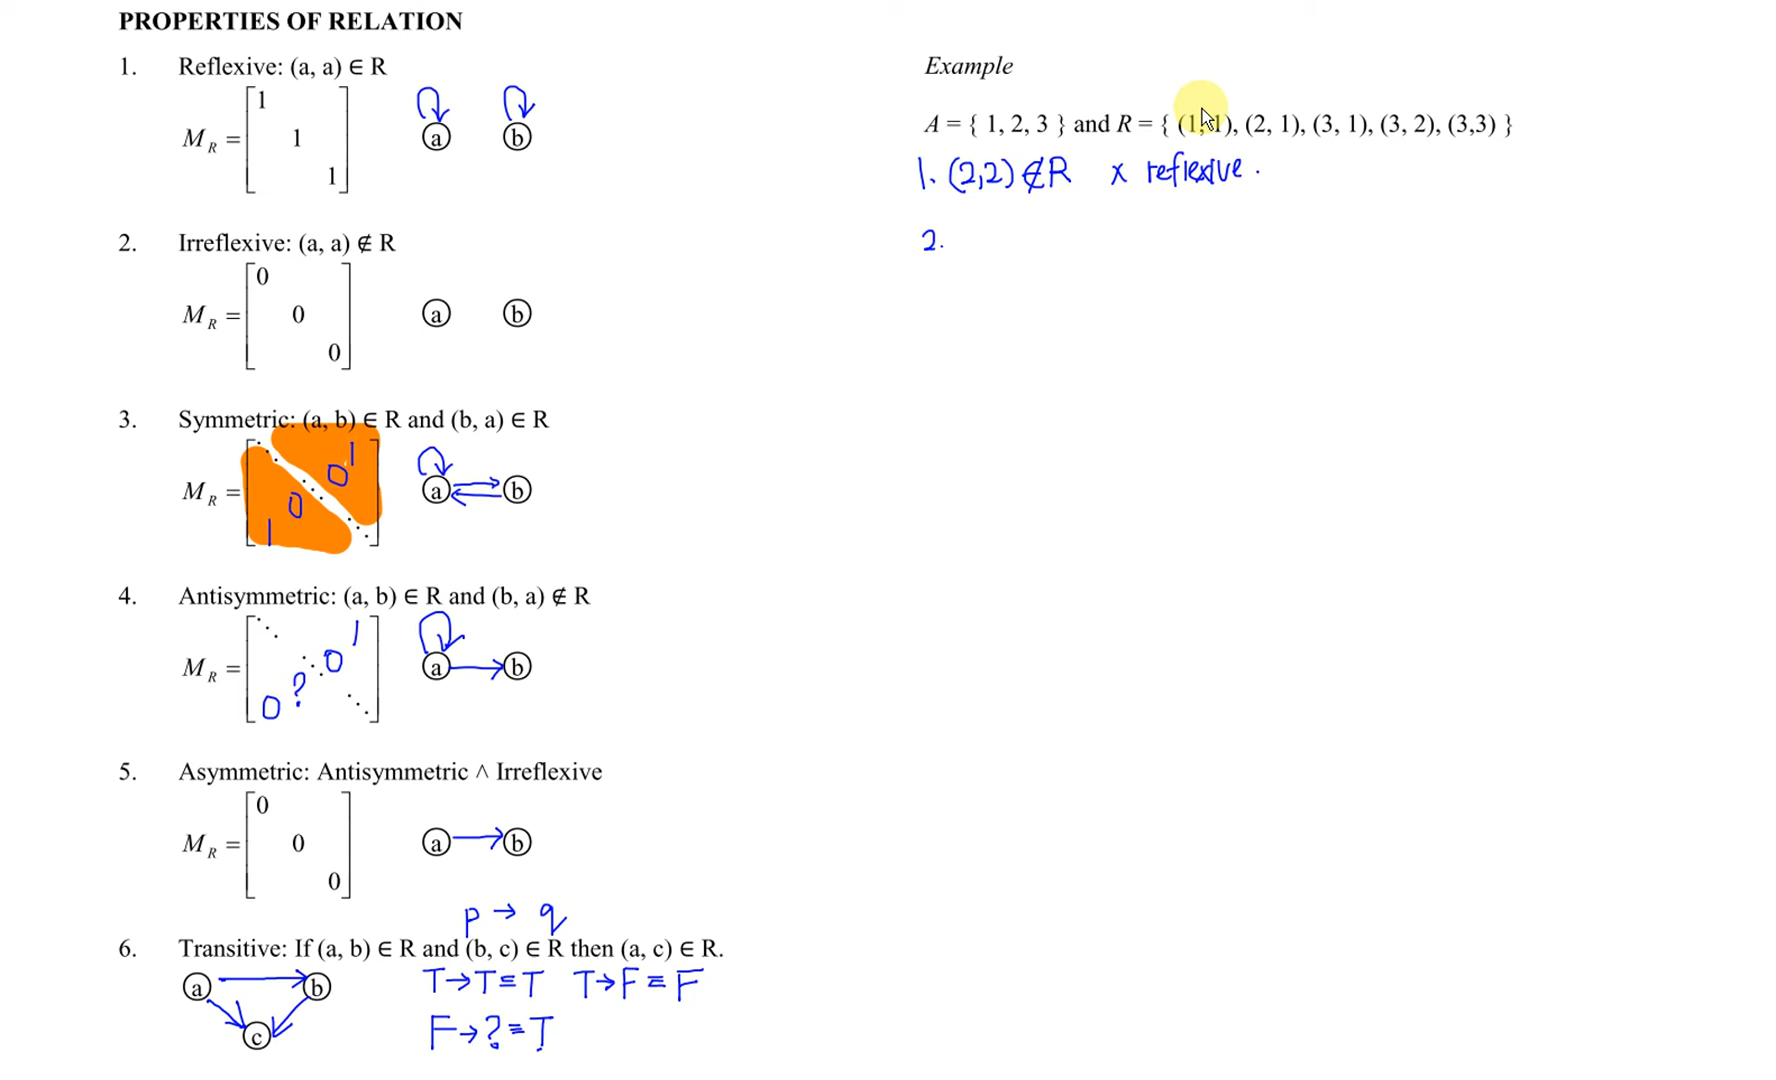 PROPERTIES OF RELATION
1. Reflexive: (a, a) ∈ R
M_R = [1 1 1]
a b
2. Irreflexive: (a, a) ∉ R
M_R = [0 0 0]
a b
3. Symmetric: (a, b) ∈ R and (b, a) ∈ R
M_R = [1 0 0 1]
a b
4. Antisymmetric: (a, b) ∈ R and (b, a) ∉ R
M_R = [1 0 ? 0]
a b
5. Asymmetric: Antisymmetric ∧ Irreflexive
M_R = [0 0 0]
a b
p → q
6. Transitive: If (a, b) ∈ R and (b, c) ∈ R then (a, c) ∈ R.
a b c
T→T≡T T→F≡F
F→?≡T
Example
A = { 1, 2, 3 } and R = { (1, 1), (2, 1), (3, 1), (3, 2), (3,3) }
1. (2,2) ∉ R x reflexive.
2.